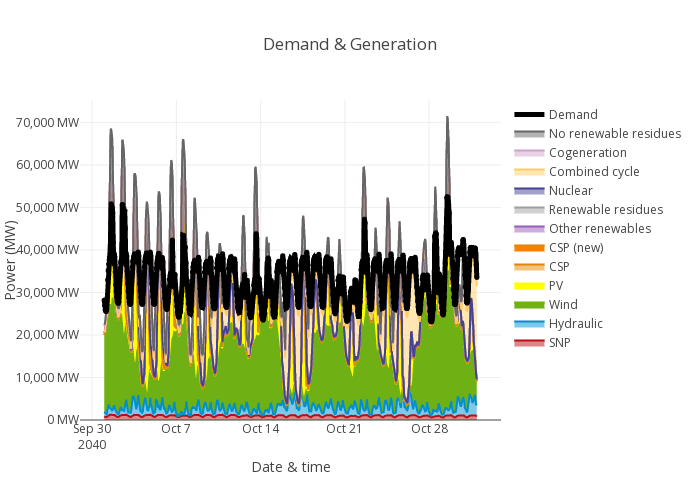 Demand & Generation
70,000 MW
60,000 MW
50,000 MW
40,000 MW
30,000 MW
20,000 MW
10,000 MW
0 MW
Power (MW)
Sep 30
2040
Oct 7
Oct 14
Oct 21
Oct 28
Date & time
Demand
No renewable residues
Cogeneration
Combined cycle
Nuclear
Renewable residues
Other renewables
CSP (new)
CSP
PV
Wind
Hydraulic
SNP